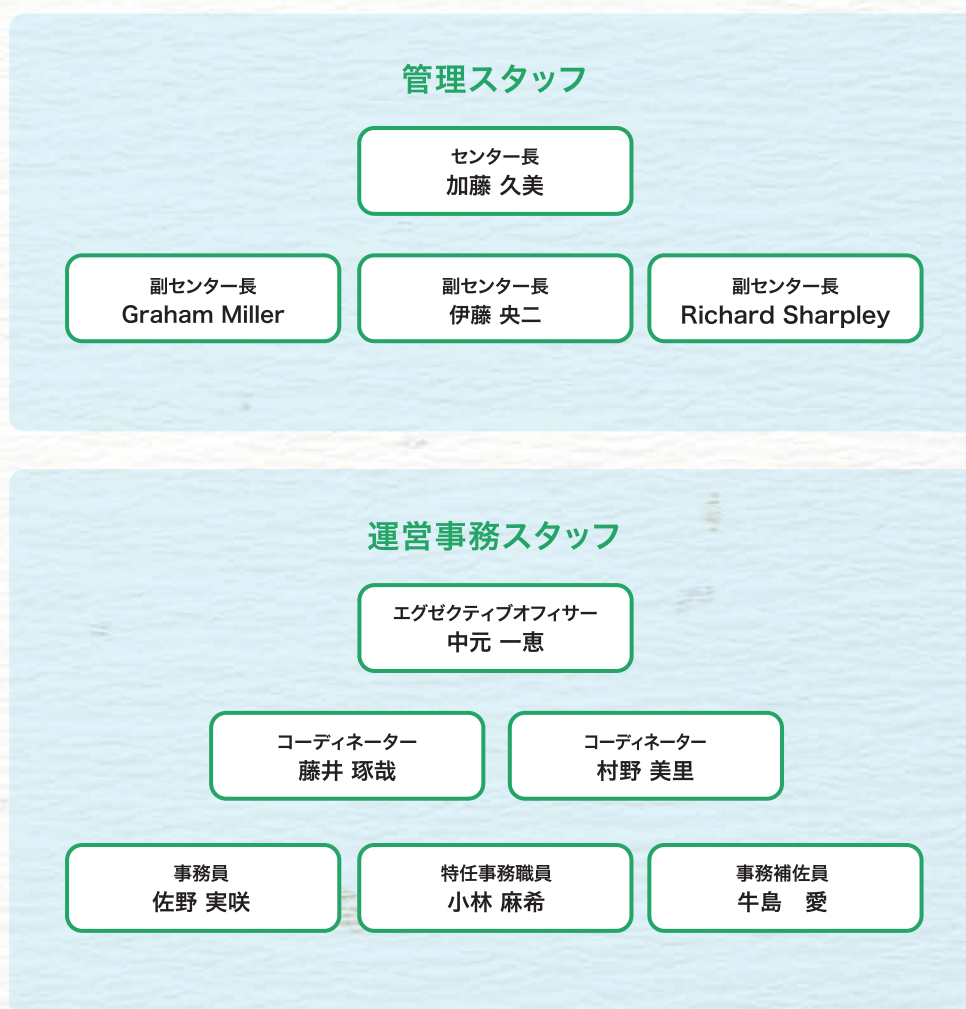 管理スタッフ
センター長
加藤 久美
副センター長
Graham Miller
副センター長
伊藤 央二
副センター長
Richard Sharpley
運営事務スタッフ
エグゼクティブオフィサー
中元 一恵
コーディネーター
藤井 琢哉
コーディネーター
村野 美里
事務員
佐野 実咲
特任事務職員
小林 麻希
事務補佐員
牛島　愛